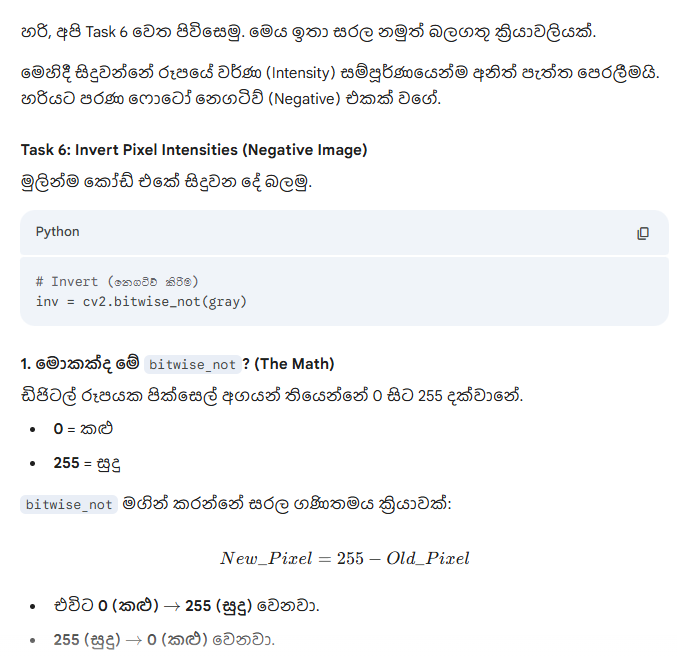 හරි, අපි Task 6 වෙත පිවිසෙමු. මෙය ඉතා සරල නමුත් බලගතු ක්‍රියාවලියක්.
මෙහිදී සිදුවන්නේ රූපයේ වර්ණ (Intensity) සම්පූර්ණයෙන්ම අනිත් පැත්ත පෙරලීමයි.
හරියට පරණ ෆොටෝ නෙගටිව් (Negative) එකක් වගේ.
Task 6: Invert Pixel Intensities (Negative Image)
මුලින්ම කෝඩ් එකේ සිදුවන දේ බලමු.
Python
# Invert (නෙගටිව් කිරීම)
inv = cv2.bitwise_not(gray)
1. මොකක්ද මේ bitwise_not? (The Math)
ඩිජිටල් රූපයක පික්සෙල් අගයන් තියෙන්නේ 0 සිට 255 දක්වානේ.
• 0 = කළු
• 255 = සුදු
bitwise_not මගින් කරන්නේ සරල ගණිතමය ක්‍රියාවක්:
New_Pixel = 255 − Old_Pixel
• එවිට 0 (කළු) → 255 (සුදු) වෙනවා.
• 255 (සුදු) → 0 (කළු) වෙනවා.